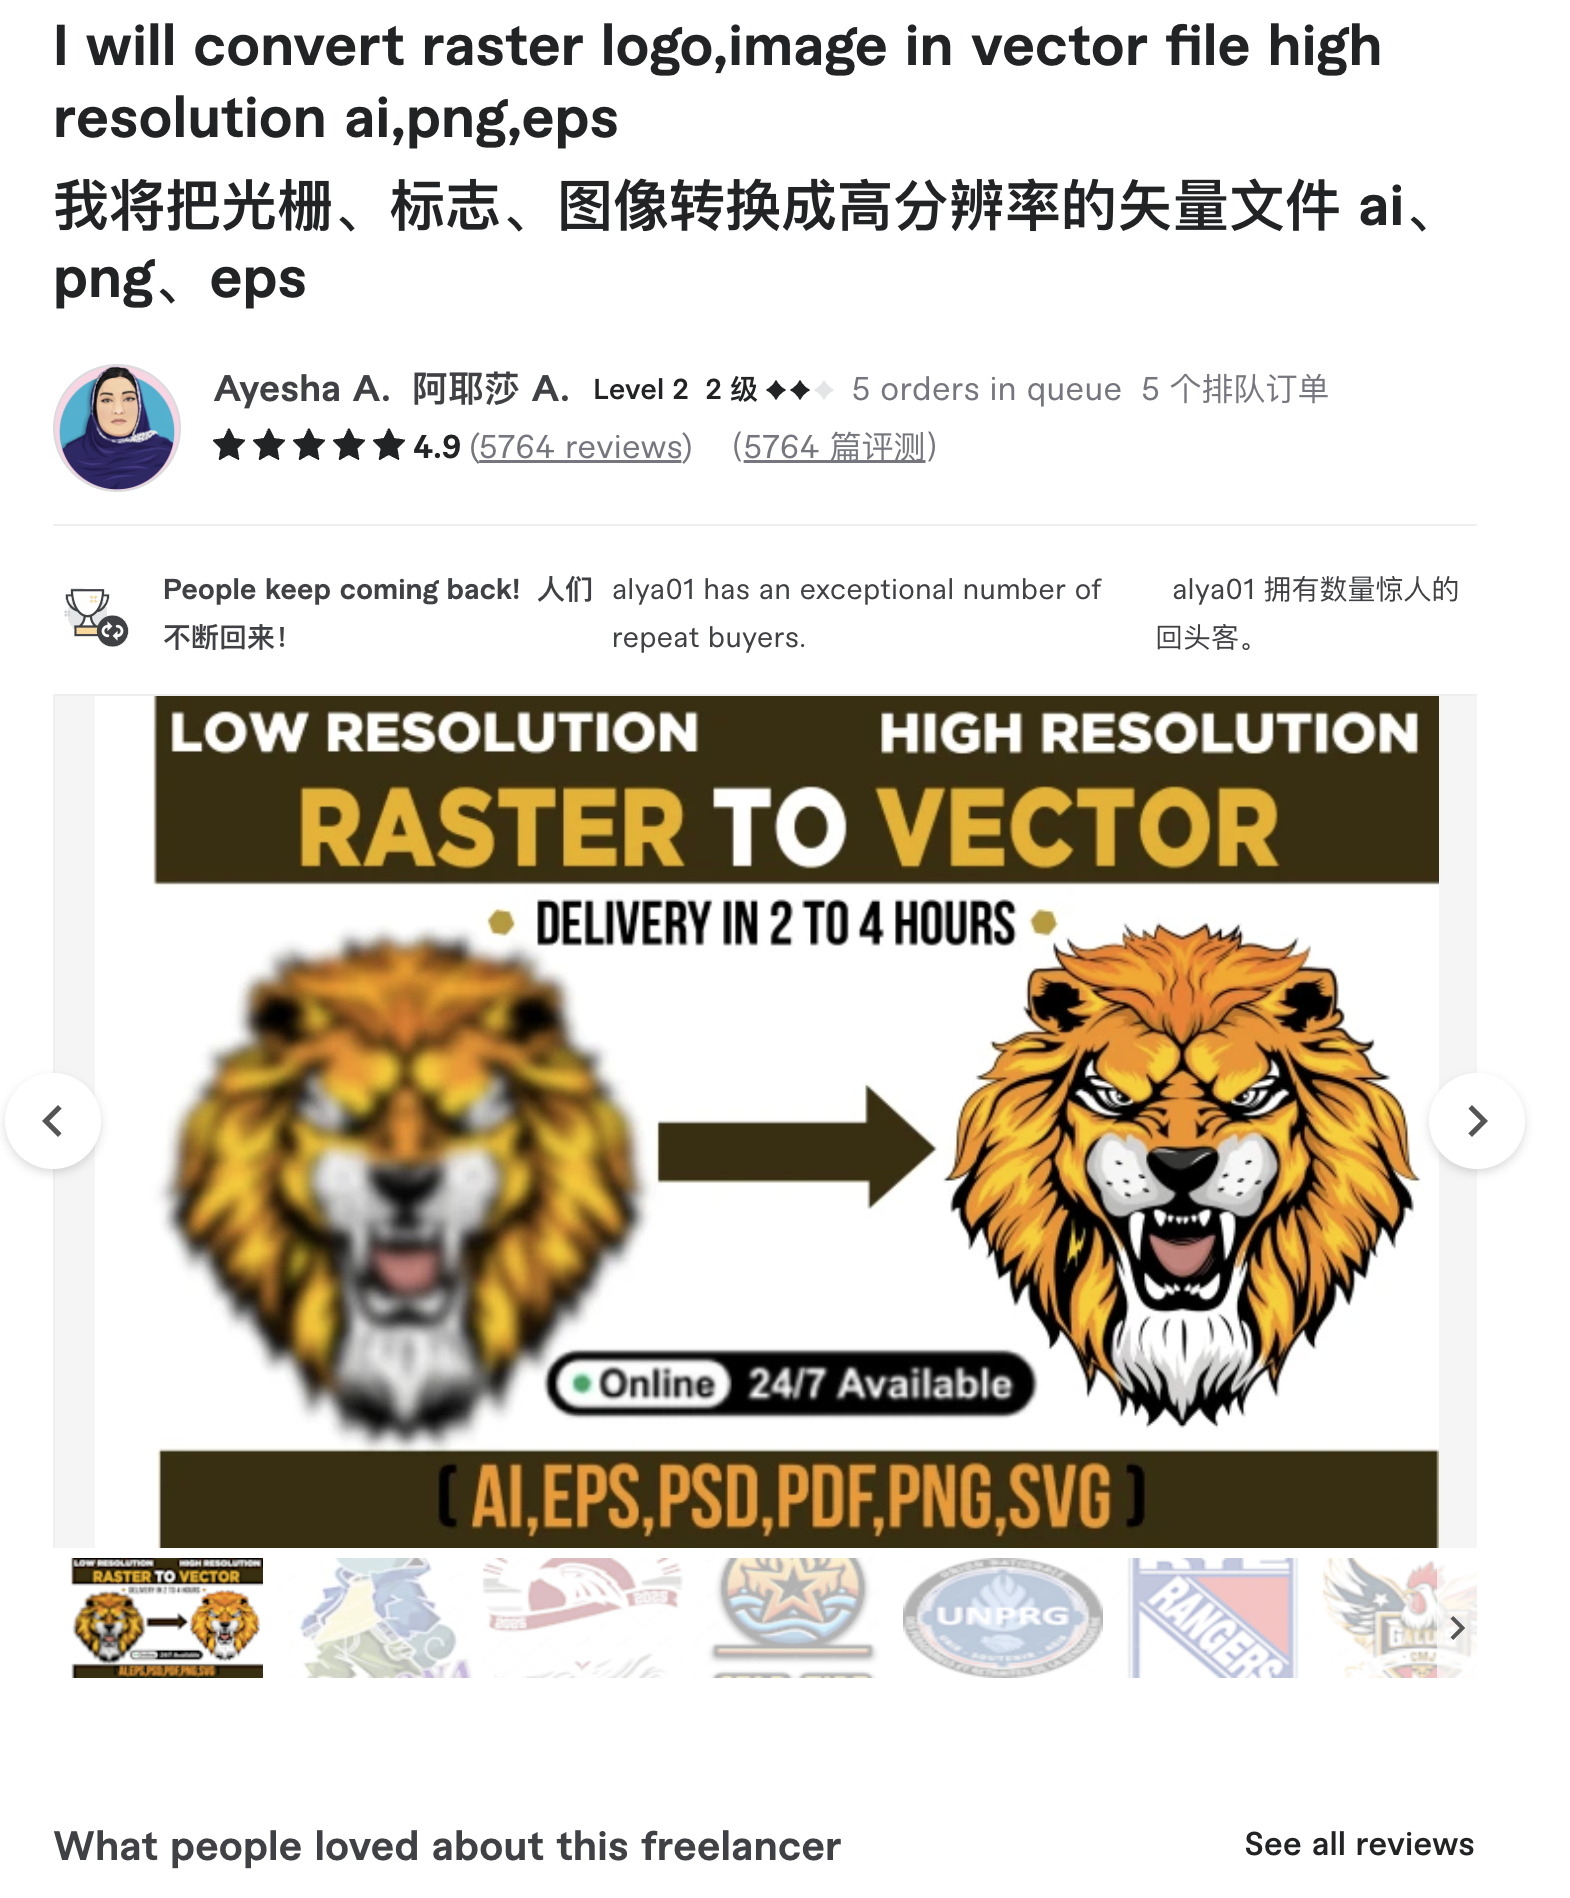 I will convert raster logo,image in vector file high
resolution ai,png,eps
我将把光栅、标志、图像转换成高分辨率的矢量文件 ai、
png、eps
Ayesha A. 阿耶莎 A. Level 2 2 级 5 orders in queue 5 个排队订单
4.9 (5764 reviews) (5764 篇评测)
People keep coming back! 人们
不断回来！
alya01 has an exceptional number of
repeat buyers.
alya01 拥有数量惊人的
回头客。
LOW RESOLUTION HIGH RESOLUTION
RASTER TO VECTOR
DELIVERY IN 2 TO 4 HOURS
Online 24/7 Available
( AI,EPS,PSD,PDF,PNG,SVG )
LOW RESOLUTION HIGH RESOLUTION
RASTER TO VECTOR
DELIVERY IN 2 TO 4 HOURS
AI,EPS,PSD,PDF,PNG,SVG
UNPRG
RANGERS
What people loved about this freelancer
See all reviews